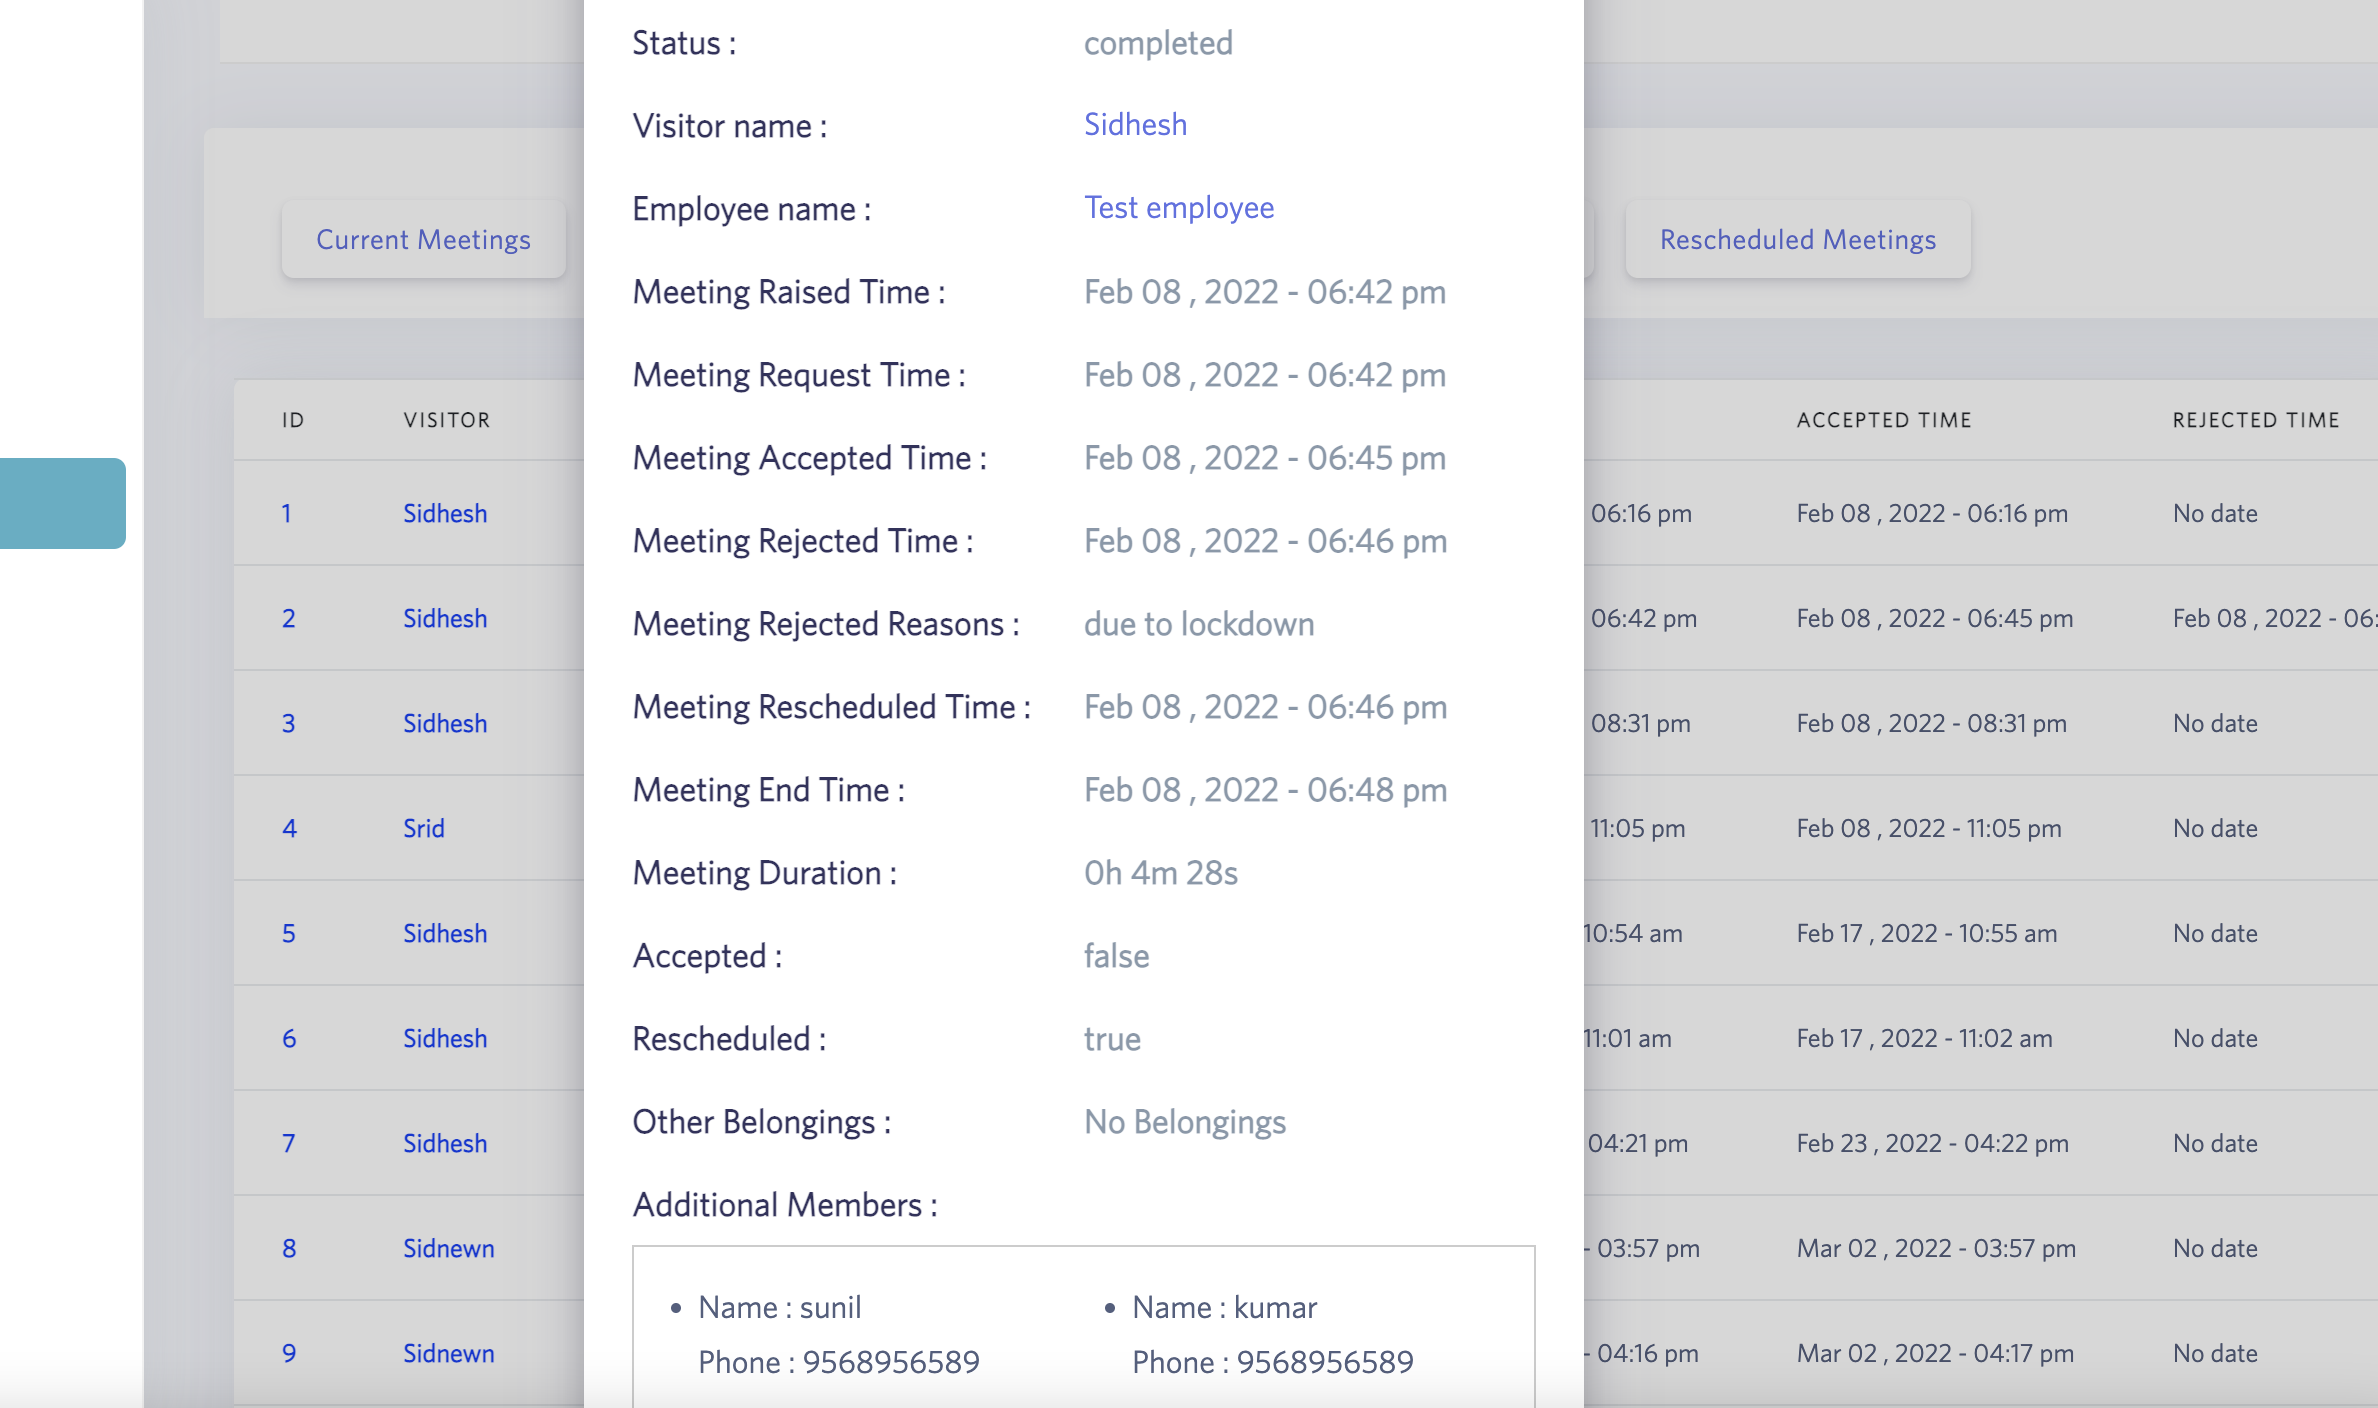 Status : completed
Visitor name : Sidhesh
Employee name : Test employee
Meeting Raised Time : Feb 08 , 2022 - 06:42 pm
Meeting Request Time : Feb 08 , 2022 - 06:42 pm
Meeting Accepted Time : Feb 08 , 2022 - 06:45 pm
Meeting Rejected Time : Feb 08 , 2022 - 06:46 pm
Meeting Rejected Reasons : due to lockdown
Meeting Rescheduled Time : Feb 08 , 2022 - 06:46 pm
Meeting End Time : Feb 08 , 2022 - 06:48 pm
Meeting Duration : 0h 4m 28s
Accepted : false
Rescheduled : true
Other Belongings : No Belongings
Additional Members :
• Name : sunil
Phone : 9568956589
• Name : kumar
Phone : 9568956589
Current Meetings
Rescheduled Meetings
ID VISITOR ACCEPTED TIME REJECTED TIME
1 Sidhesh 06:16 pm Feb 08 , 2022 - 06:16 pm No date
2 Sidhesh 06:42 pm Feb 08 , 2022 - 06:45 pm Feb 08 , 2022 - 06:
3 Sidhesh 08:31 pm Feb 08 , 2022 - 08:31 pm No date
4 Srid 11:05 pm Feb 08 , 2022 - 11:05 pm No date
5 Sidhesh 10:54 am Feb 17 , 2022 - 10:55 am No date
6 Sidhesh 11:01 am Feb 17 , 2022 - 11:02 am No date
7 Sidhesh 04:21 pm Feb 23 , 2022 - 04:22 pm No date
8 Sidnewn - 03:57 pm Mar 02 , 2022 - 03:57 pm No date
9 Sidnewn - 04:16 pm Mar 02 , 2022 - 04:17 pm No date